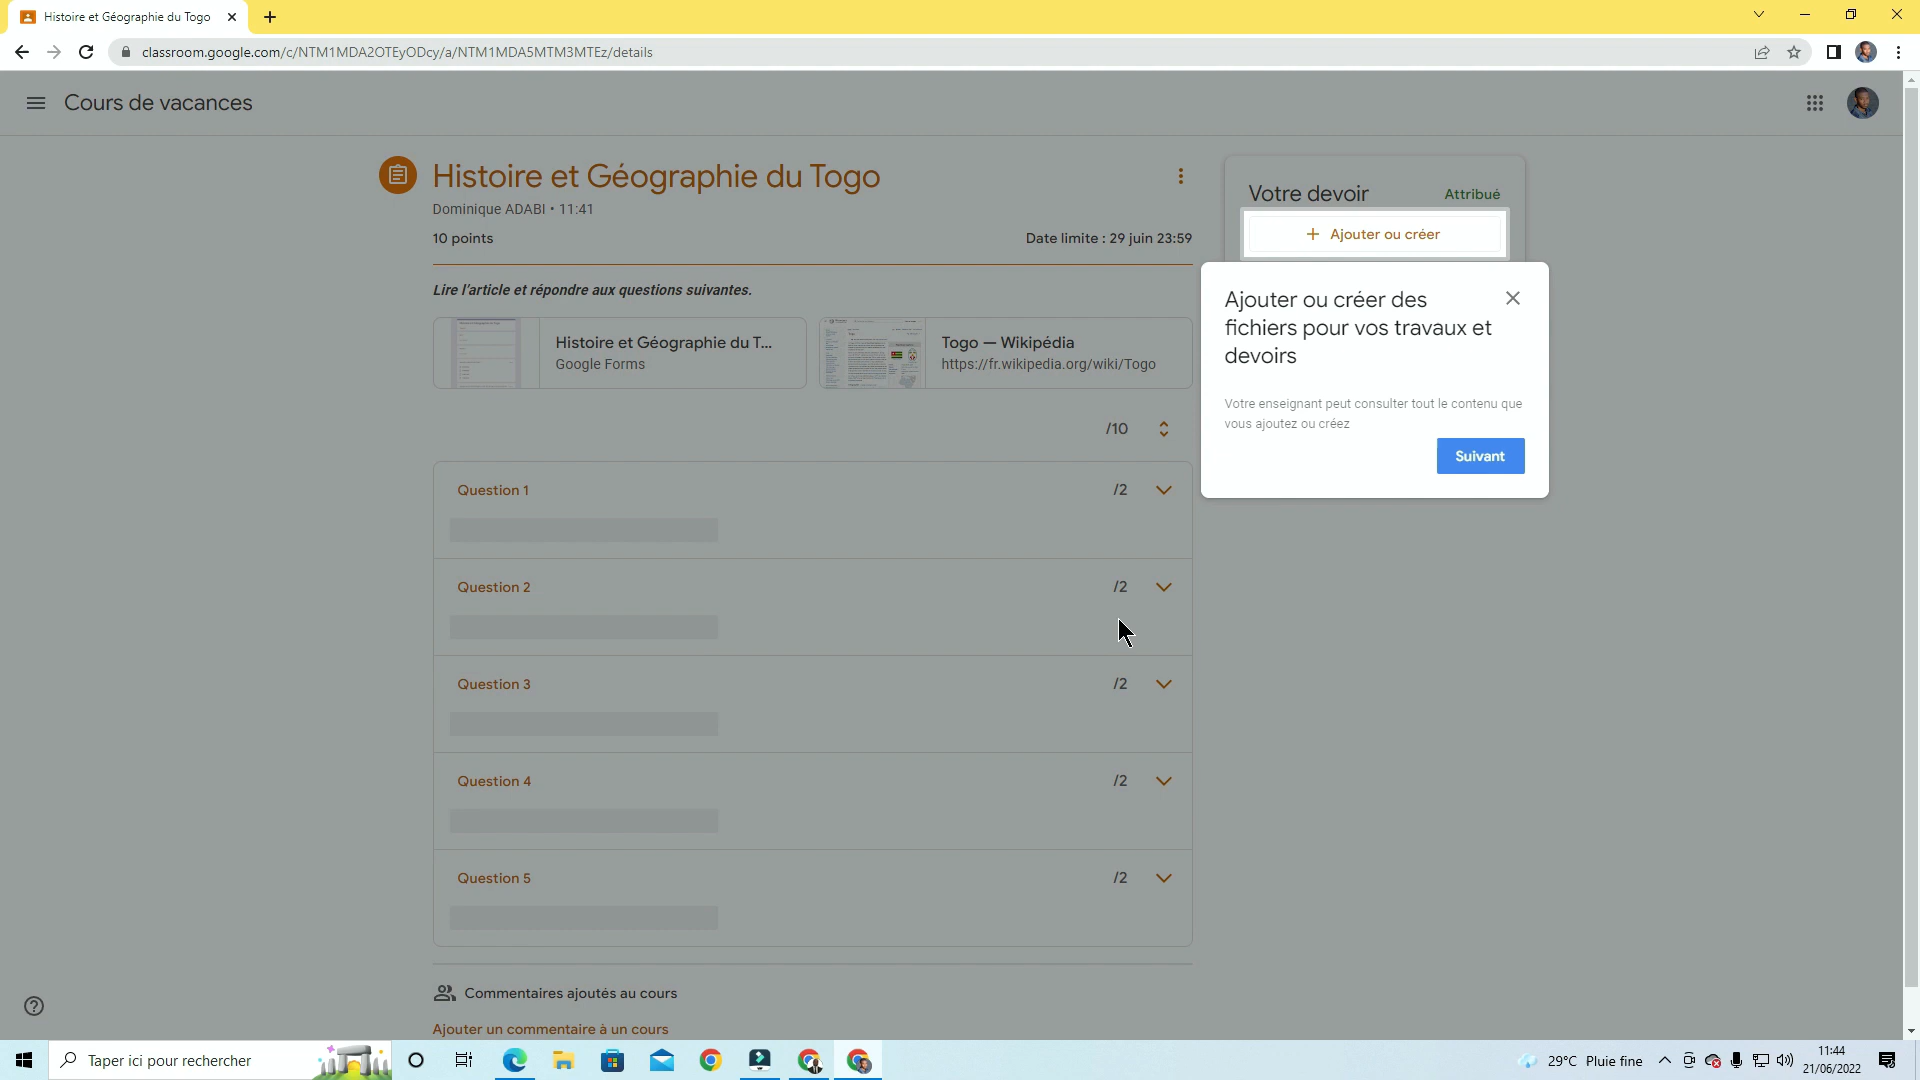 Histoire et Géographie du Togo
classroom.google.com/c/NTM1MDA2OTEyODcy/a/NTM1MDA5MTM3MTEz/details
Cours de vacances
Histoire et Géographie du Togo
Dominique ADABI • 11:41
10 points
Date limite : 29 juin 23:59
Lire l'article et répondre aux questions suivantes.
Histoire et Géographie du T...
Google Forms
Togo — Wikipédia
https://fr.wikipedia.org/wiki/Togo
/10
Question 1
/2
Question 2
/2
Question 3
/2
Question 4
/2
Question 5
/2
Commentaires ajoutés au cours
Ajouter un commentaire à un cours
Votre devoir
Attribué
+ Ajouter ou créer
Ajouter ou créer des
fichiers pour vos travaux et
devoirs
Votre enseignant peut consulter tout le contenu que
vous ajoutez ou créez
Suivant
Taper ici pour rechercher
29°C Pluie fine
11:44
21/06/2022